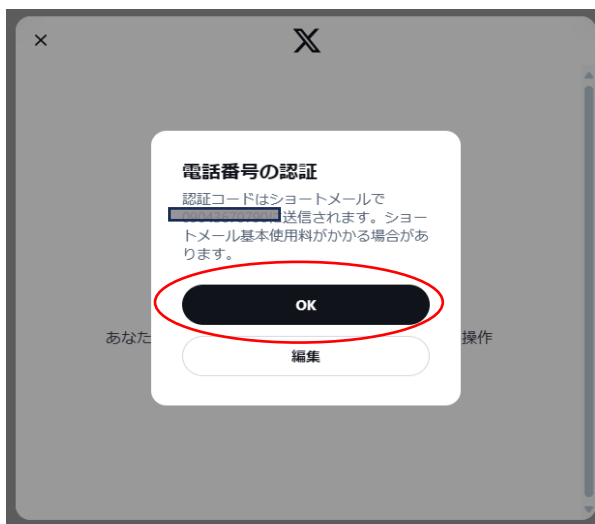 電話番号の認証
認証コードはショートメールで
送信されます。ショー
トメール基本使用料がかかる場合があ
ります。
OK
あなた
操作
編集